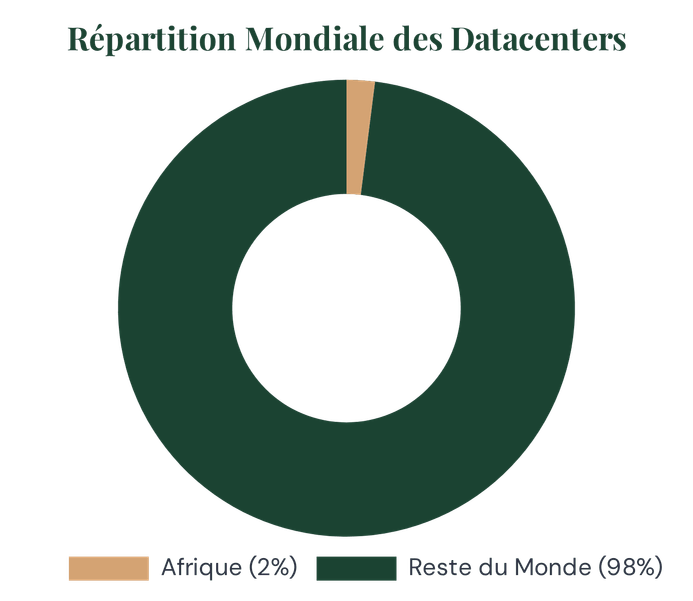 Répartition Mondiale des Datacenters
Afrique (2%) Reste du Monde (98%)